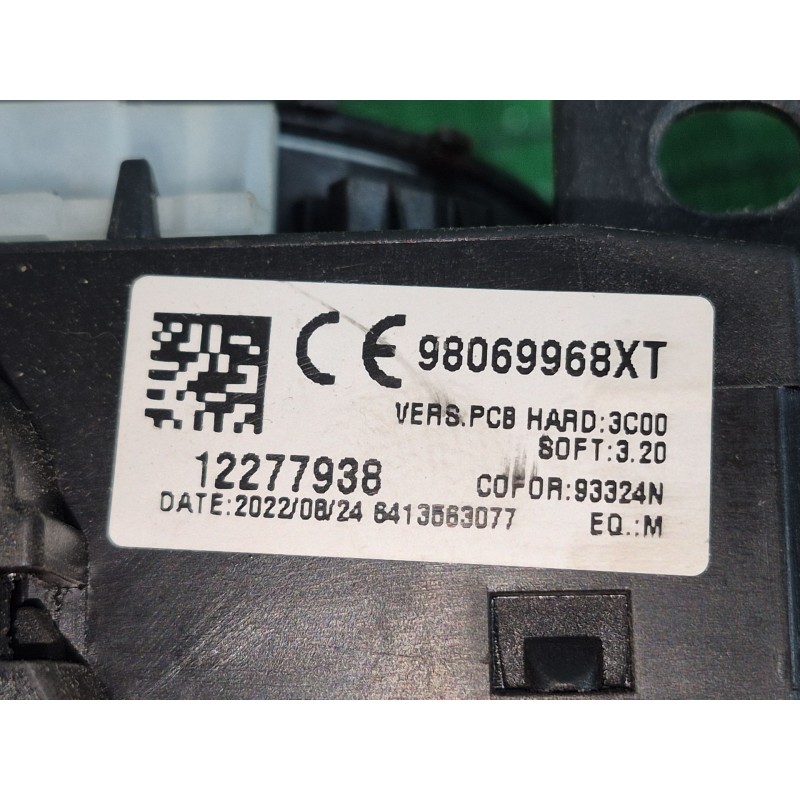 CE 98069968XT
VERS.PCB HARD:3C00
SOFT:3.20
12277938
COFOR:93324N
DATE:2022/08/24 6413563077
EQ.:M